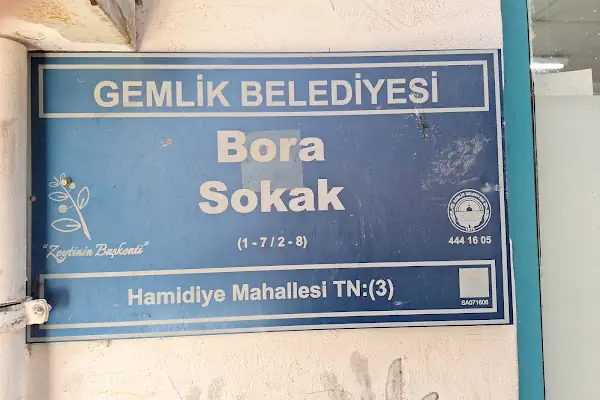 GEMLİK BELEDİYESİ
Bora
Sokak
(1 - 7 / 2 - 8)
"Zeytinin Başkenti"
444 16 05
Hamidiye Mahallesi TN:(3)
SA071606